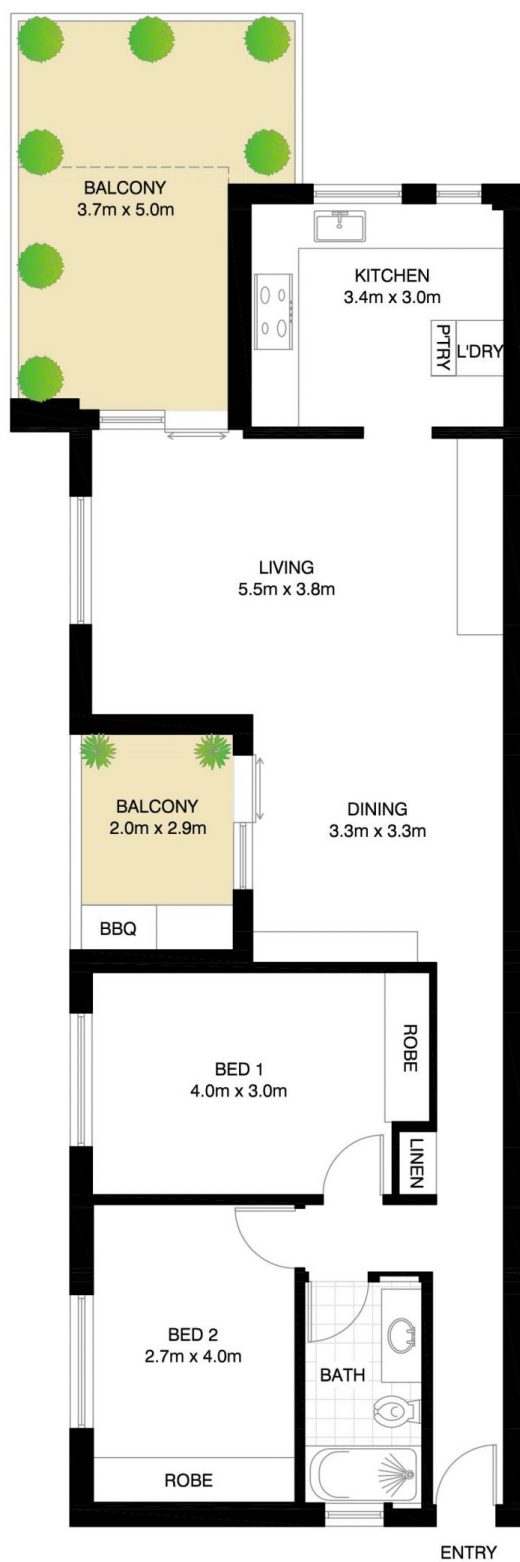 BALCONY
3.7m x 5.0m
KITCHEN
3.4m x 3.0m
P'TRY
L'DRY
LIVING
5.5m x 3.8m
BALCONY
2.0m x 2.9m
DINING
3.3m x 3.3m
BBQ
BED 1
4.0m x 3.0m
ROBE
LINEN
BED 2
2.7m x 4.0m
BATH
ROBE
ENTRY